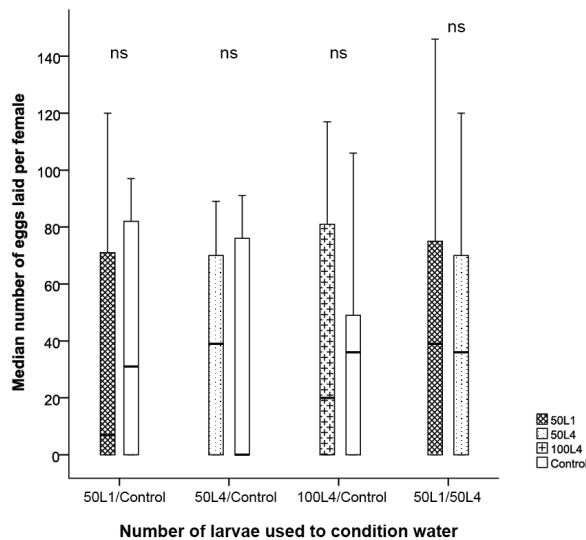 ns
ns
ns
ns
Median number of eggs laid per female
140
120
100
80
60
40
20
0
50L1
50L4
100L4
Control
50L1/Control
50L4/Control
100L4/Control
50L1/50L4
Number of larvae used to condition water